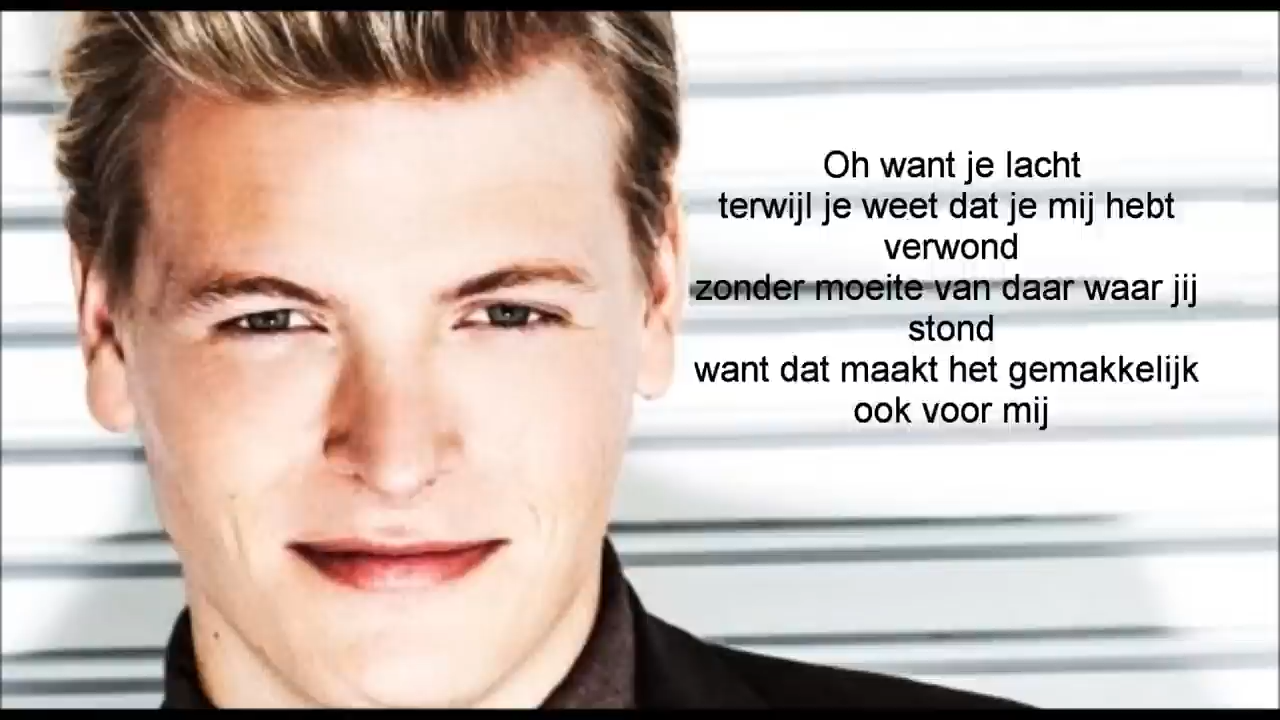 Oh want je lacht
terwijl je weet dat je mij hebt
verwond
zonder moeite van daar waar jij
stond
want dat maakt het gemakkelijk
ook voor mij